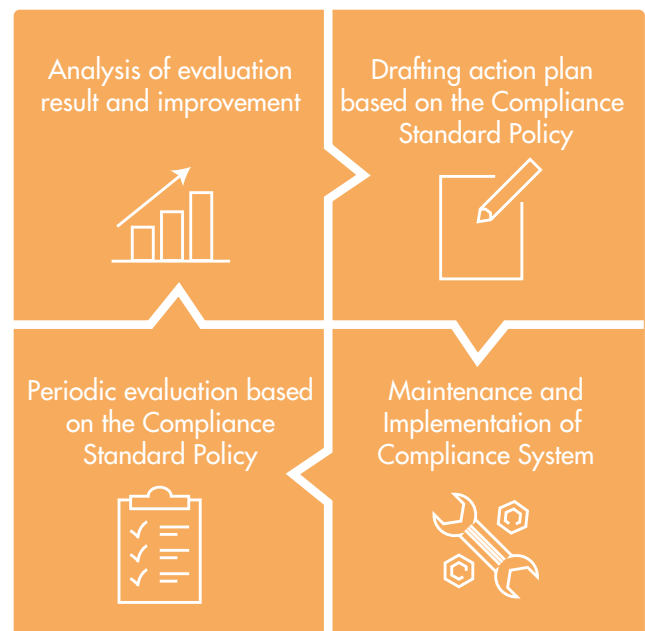 Analysis of evaluation
result and improvement
Drafting action plan
based on the Compliance
Standard Policy
Periodic evaluation based
on the Compliance
Standard Policy
Maintenance and
Implementation of
Compliance System